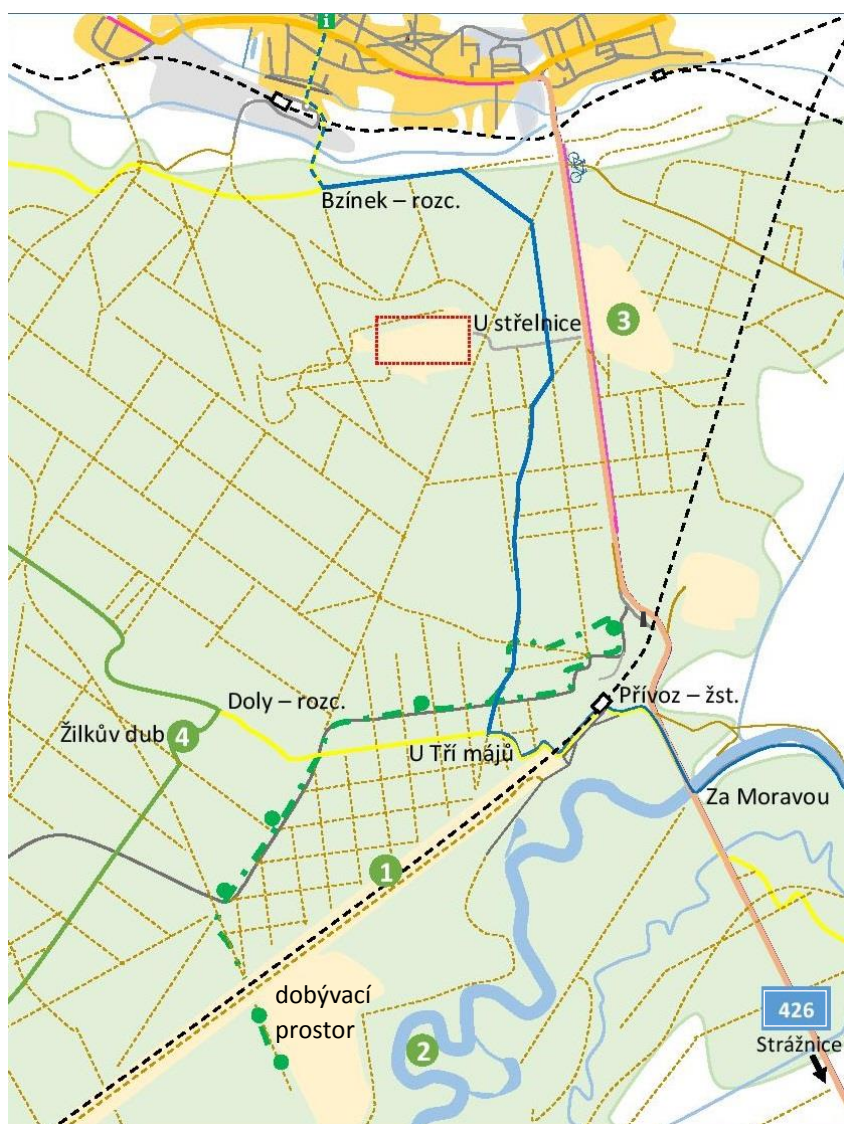 i
Bzínek – rozc.
U střelnice
3
Doly – rozc.
Přívoz – žst.
Žilkův dub
4
U Tří májů
Za Moravou
1
dobývací
prostor
426
2
Strážnice